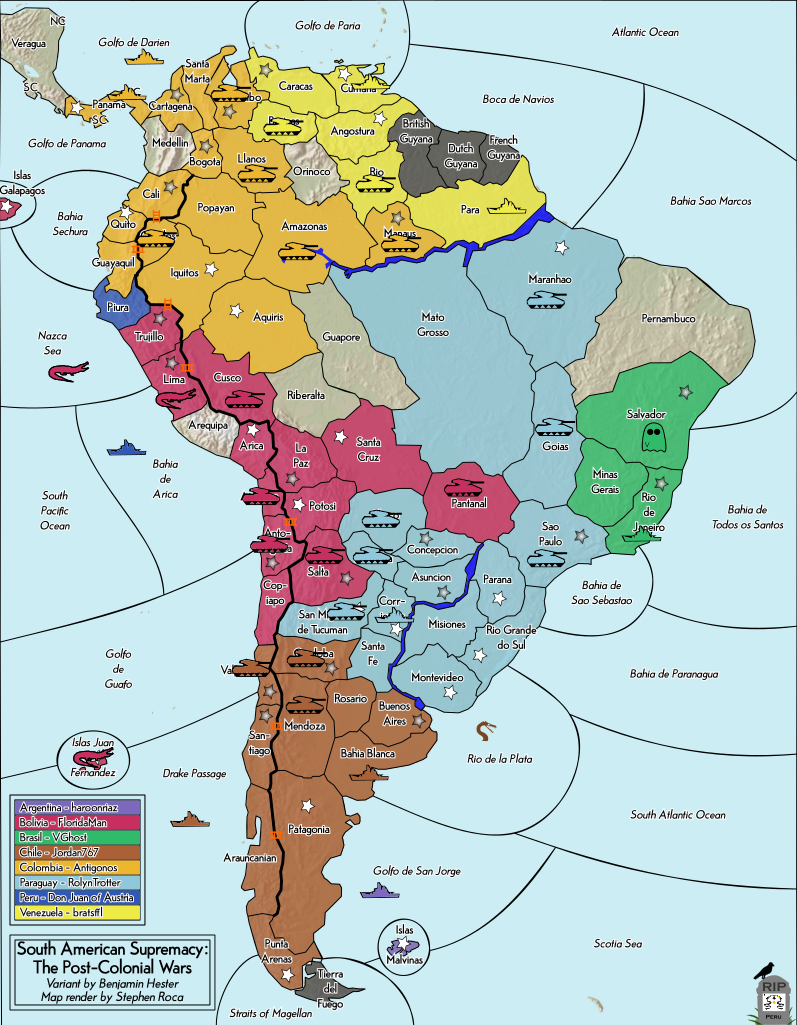 NC
Veragua
SC
Golfo de Darien
Golfo de Paria
Atlantic Ocean
Santa
Marta
Panama
SC
Cartagena
Caracas
Boca de Navios
Golfo de Panama
Medellin
Bogota
Llanos
Angostura
British
Guyana
Dutch
Guyana
French
Guyana
Orinoco
Rio
Islas
Galapagos
Cali
Quito
Popayan
Para
Bahia Sao Marcos
Bahia
Sechura
Amazonas
Manaus
Guayaquil
Iquitos
Maranhao
Piura
Aquiris
Mato
Grosso
Pernambuco
Trujillo
Guapore
Nazca
Sea
Lima
Cusco
Riberalta
Arequipa
Salvador
V
Arica
La
Paz
Santa
Cruz
Goias
Bahia
de
Arica
South
Pacific
Ocean
Minas
Gerais
Potosi
Pantanal
Rio
de
Janeiro
Bahia de
Todos os Santos
Sao
Paulo
Concepcion
Salta
Asuncion
Parana
Cop-
iapo
Bahia de
Sao Sebastao
Corr-
San M
de Tucuman
Misiones
Rio Grande
do Sul
Santa
Fe
Golfo
de
Guafo
Montevideo
Bahia de Paranagua
Rosario
Buenos
Aires
San-
tiago
Mendoza
Islas Juan
Fernandez
Bahia Blanca
Rio de la Plata
Drake Passage
Argentina - haroonriaz
Bolivia - FloridaMan
Brasil - VGhost
Chile - Jordan767
Colombia - Antigonos
Paraguay - RolynTrotter
Peru - Don Juan of Austria
Venezuela - bratsffl
Patagonia
South Atlantic Ocean
Araucanian
Golfo de San Jorge
Islas
Malvinas
Scotia Sea
South American Supremacy:
The Post-Colonial Wars
Variant by Benjamin Hester
Map render by Stephen Roca
Punta
Arenas
Tierra
del
Fuego
Straits of Magellan
RIP
PERU